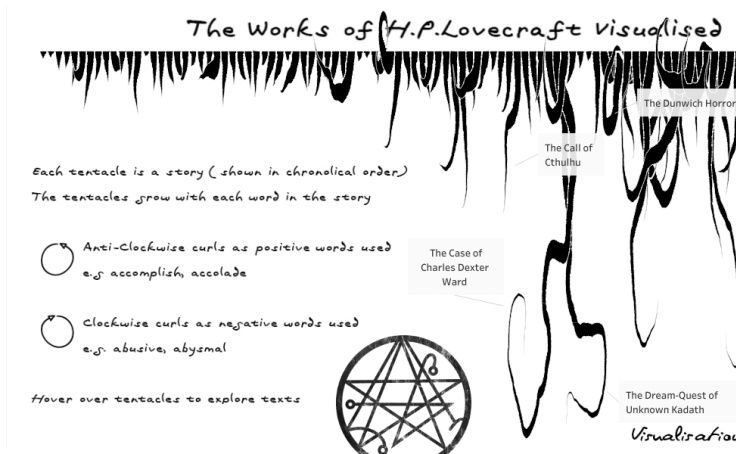 The Works of H.P.Lovecraft visualised
The Dunwich Horror
The Call of
Cthulhu
Each tentacle is a story ( shown in chronolical order)
The tentacles grow with each word in the story
Anti-Clockwise curls as positive words used
e.g accomplish, accolade
The Case of
Charles Dexter
Ward
Clockwise curls as negative words used
e.g. abusive, abysmal
Hover over tentacles to explore texts
The Dream-Quest of
Unknown Kadath